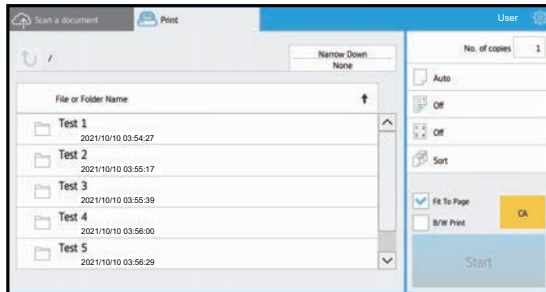 Scan a document
Print
User
/
Narrow Down
None
File or Folder Name
Test 1
2021/10/10 03:54:27
Test 2
2021/10/10 03:55:17
Test 3
2021/10/10 03:55:39
Test 4
2021/10/10 03:56:00
Test 5
2021/10/10 03:56:29
No. of copies 1
Auto
Off
Off
Sort
Fit To Page
B/W Print
CA
Start